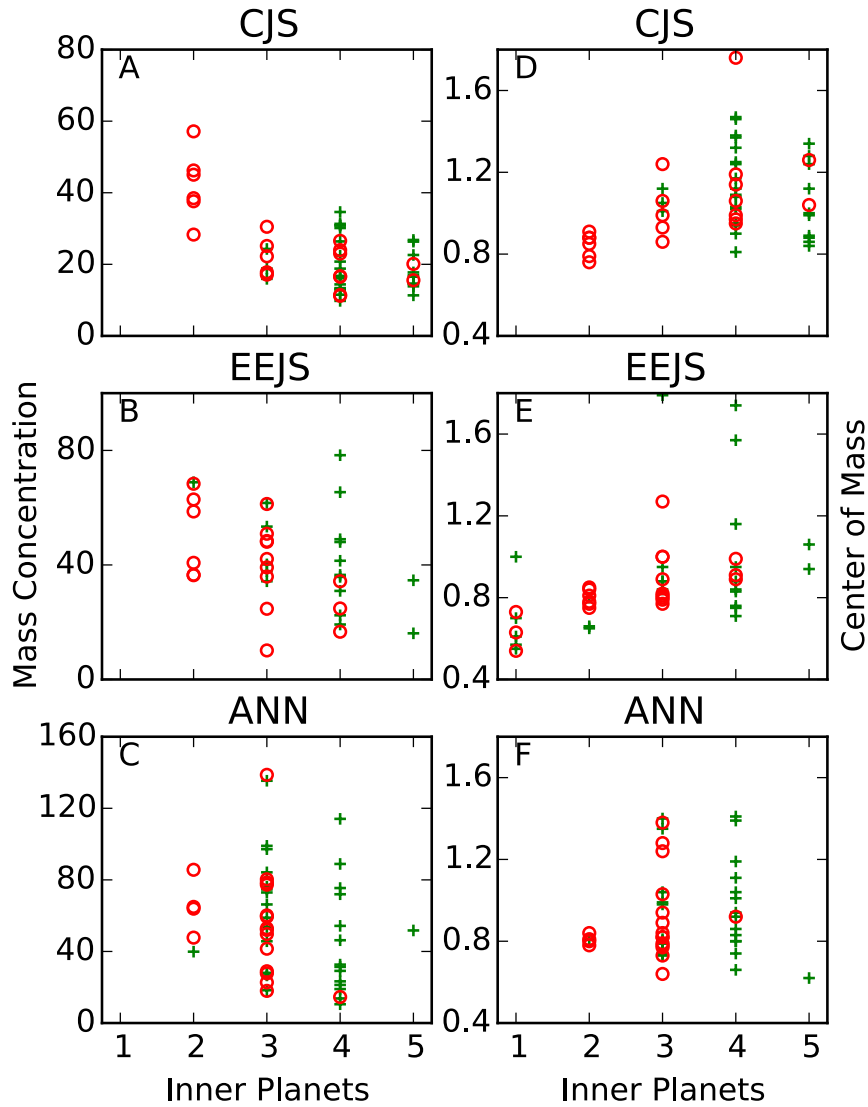 CJS
CJS
A
80
60
40
20
0
D
1.6
1.2
0.8
0.4
EEJS
EEJS
B
80
40
0
E
1.6
1.2
0.8
0.4
Mass Concentration
Center of Mass
ANN
ANN
C
160
120
80
40
0
F
1.6
1.2
0.8
0.4
1 2 3 4 5
1 2 3 4 5
Inner Planets
Inner Planets